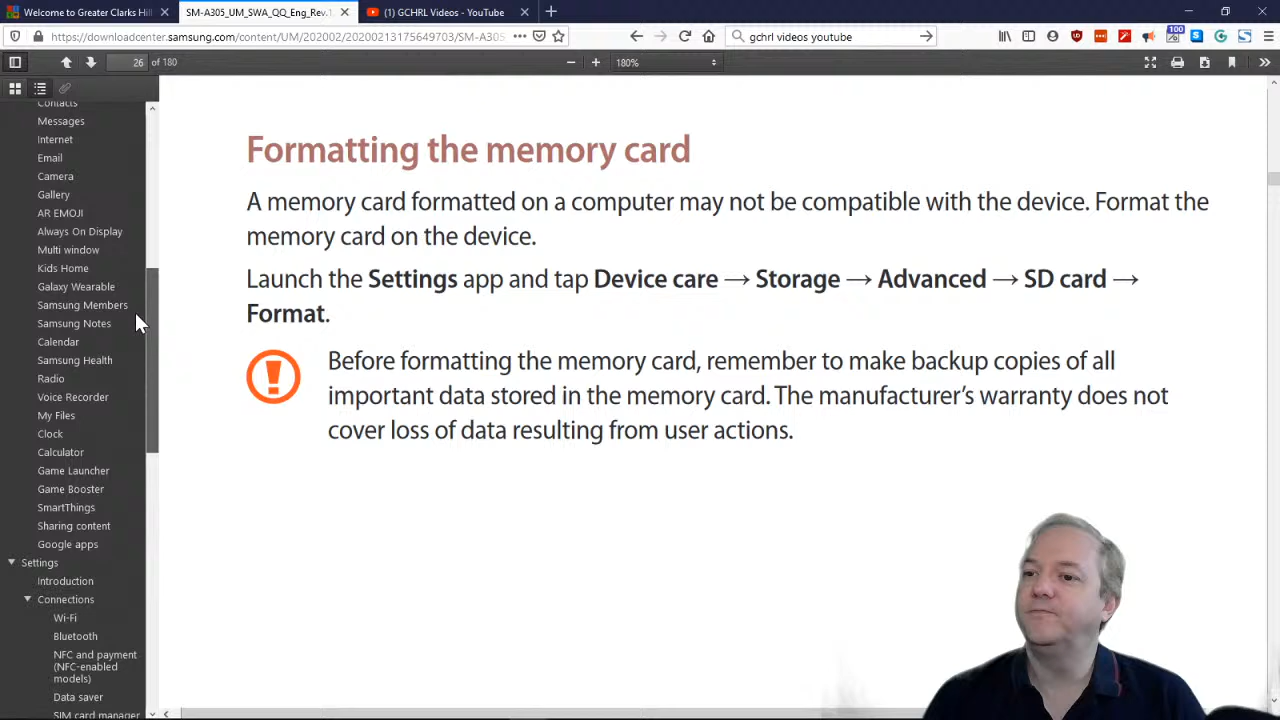 Welcome to Greater Clarks Hill
SM-A305_UM_SWA_QQ_Eng_Rev.1
(1) GCHRL Videos - YouTube
https://downloadcenter.samsung.com/content/UM/202002/20200213175649703/SM-A305
gchrl videos youtube
100
26 of 180
180%
Contacts
Messages
Internet
Email
Camera
Gallery
AR EMOJI
Always On Display
Multi window
Kids Home
Galaxy Wearable
Samsung Members
Samsung Notes
Calendar
Samsung Health
Radio
Voice Recorder
My Files
Clock
Calculator
Game Launcher
Game Booster
SmartThings
Sharing content
Google apps
Settings
Introduction
Connections
Wi-Fi
Bluetooth
NFC and payment
(NFC-enabled
models)
Data saver
SIM card manager
Formatting the memory card
A memory card formatted on a computer may not be compatible with the device. Format the
memory card on the device.
Launch the Settings app and tap Device care → Storage → Advanced → SD card →
Format.
Before formatting the memory card, remember to make backup copies of all
important data stored in the memory card. The manufacturer’s warranty does not
cover loss of data resulting from user actions.